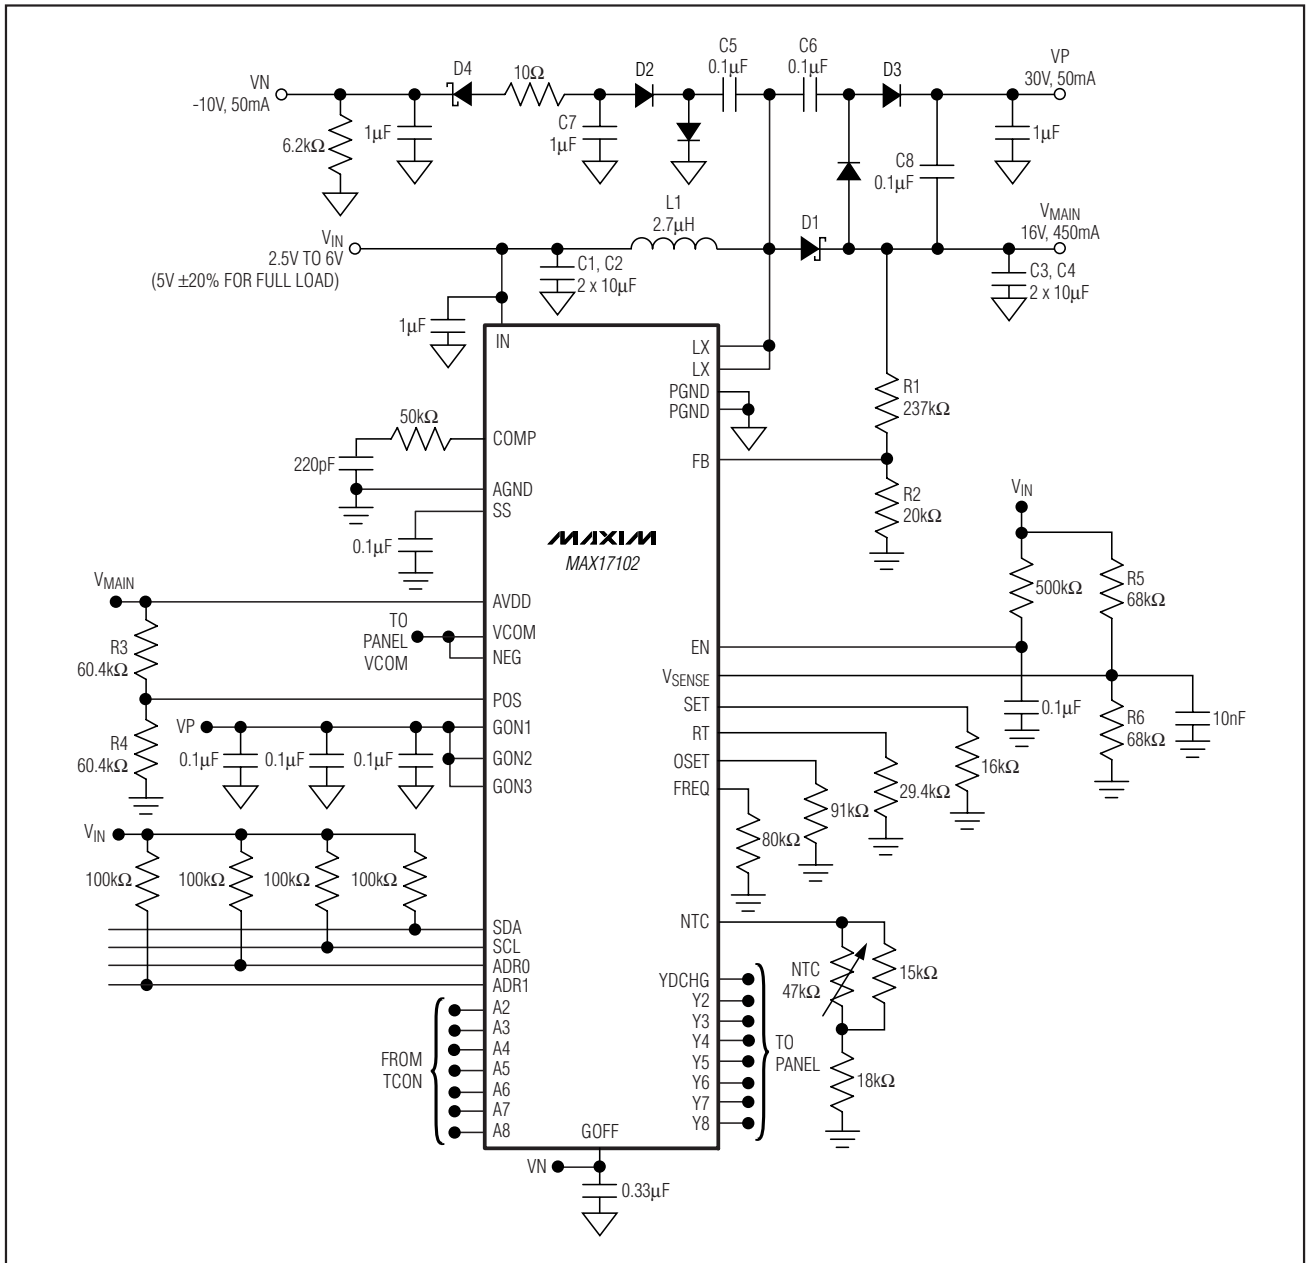 VN
-10V, 50mA
D4
10Ω
D2
C5
0.1µF
C6
0.1µF
D3
VP
30V, 50mA
6.2kΩ
1µF
C7
1µF
C8
0.1µF
1µF
VIN
2.5V TO 6V
(5V ±20% FOR FULL LOAD)
C1, C2
2 x 10µF
L1
2.7µH
D1
VMAIN
16V, 450mA
C3, C4
2 x 10µF
1µF
IN
LX
LX
PGND
PGND
R1
237kΩ
50kΩ
COMP
220pF
AGND
SS
0.1µF
FB
R2
20kΩ
MAXIM
MAX17102
VIN
500kΩ
R5
68kΩ
VMAIN
AVDD
R3
60.4kΩ
TO
PANEL
VCOM
VCOM
NEG
EN
VSENSE
POS
SET
0.1µF
R6
68kΩ
10nF
VP
GON1
RT
R4
60.4kΩ
0.1µF
0.1µF
0.1µF
GON2
OSET
16kΩ
GON3
FREQ
29.4kΩ
91kΩ
80kΩ
VIN
100kΩ
100kΩ
100kΩ
100kΩ
SDA
SCL
ADR0
ADR1
NTC
NTC
47kΩ
15kΩ
18kΩ
FROM
TCON
A2
A3
A4
A5
A6
A7
A8
YDCHG
Y2
Y3
Y4
Y5
Y6
Y7
Y8
TO
PANEL
GOFF
VN
0.33µF